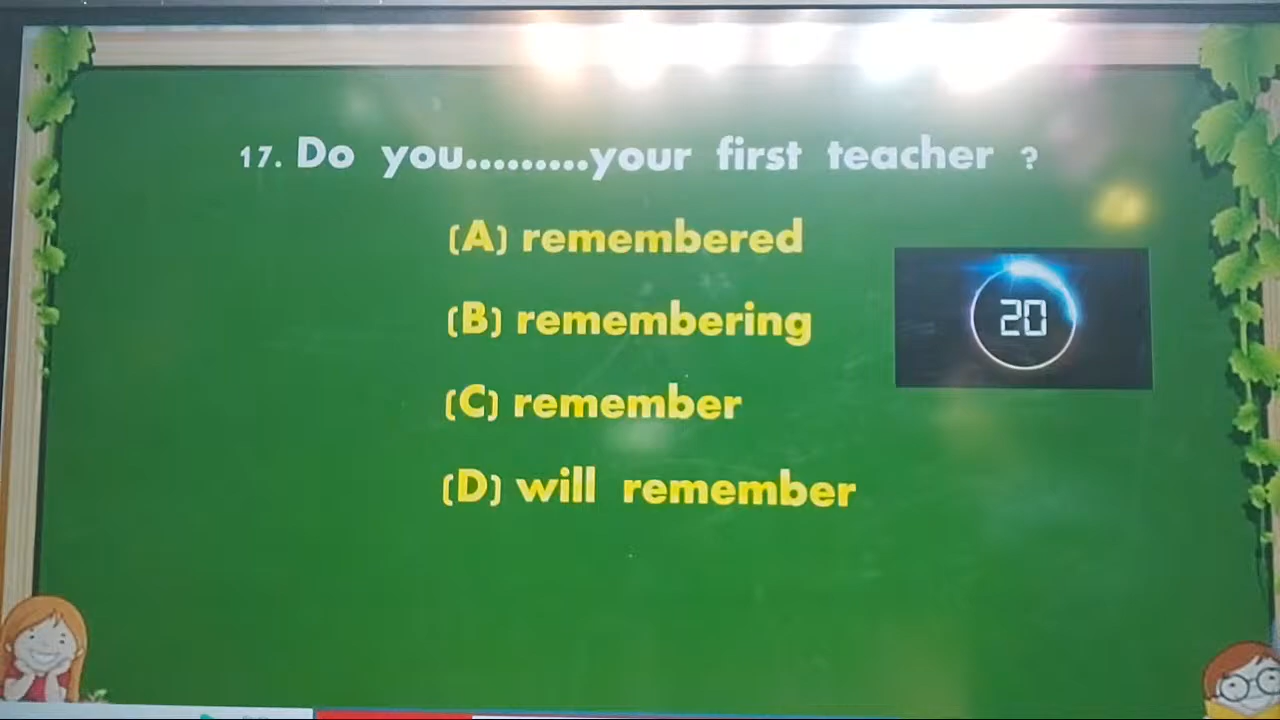 17. Do you.........your first teacher ?
(A) remembered
(B) remembering
20
(C) remember
(D) will remember